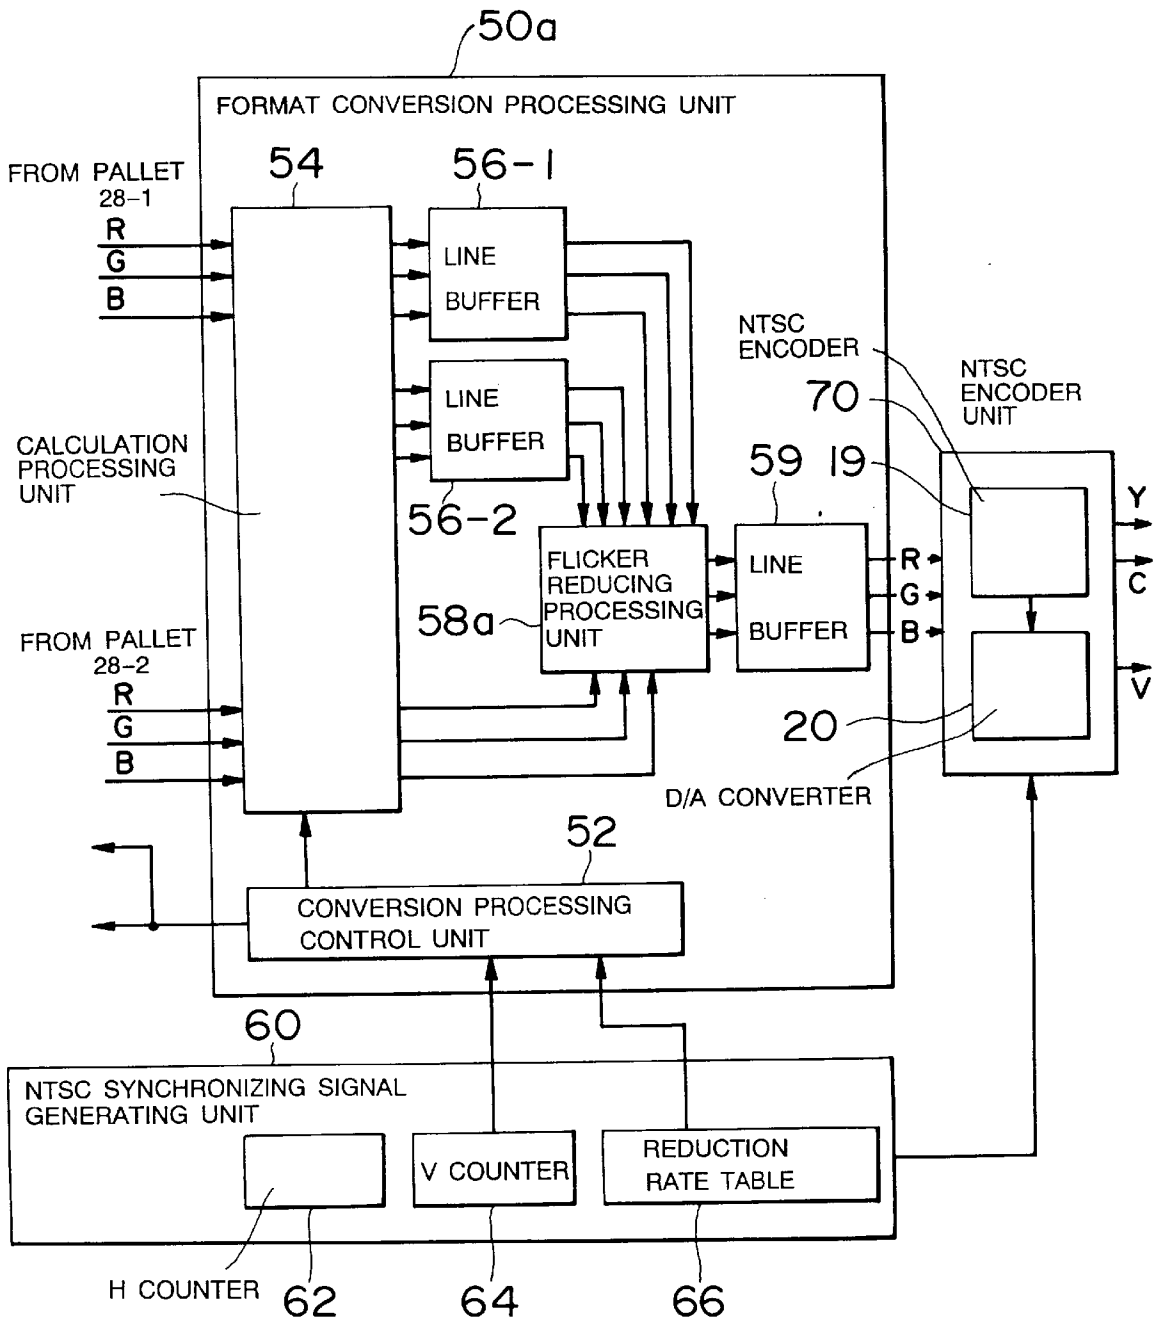 50a
FORMAT CONVERSION PROCESSING UNIT
54
56-1
FROM PALLET
28-1
R
G
B
LINE
BUFFER
NTSC
ENCODER
NTSC
ENCODER
UNIT
70
LINE
BUFFER
CALCULATION
PROCESSING
UNIT
56-2
59
19
Y
C
V
FLICKER
REDUCING
PROCESSING
UNIT
58a
LINE
BUFFER
R
G
B
FROM PALLET
28-2
R
G
B
20
D/A CONVERTER
52
CONVERSION PROCESSING
CONTROL UNIT
60
NTSC SYNCHRONIZING SIGNAL
GENERATING UNIT
V COUNTER
REDUCTION
RATE TABLE
H COUNTER
62
64
66